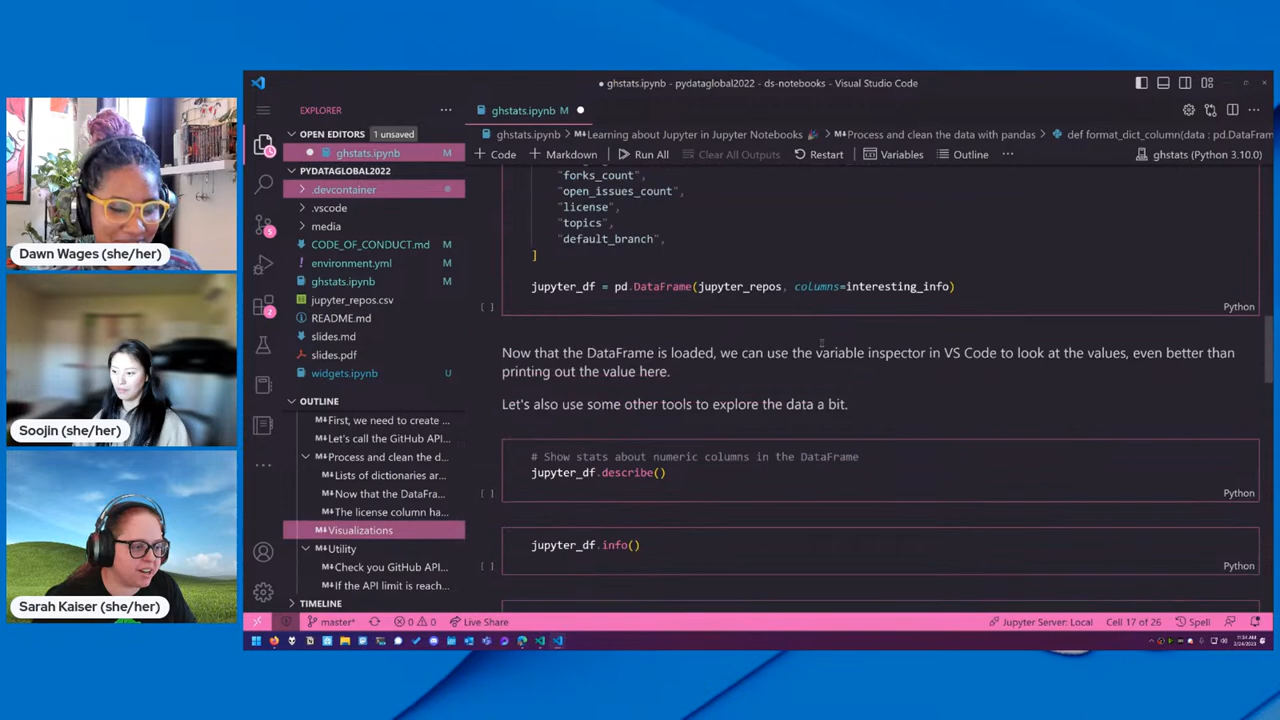 Dawn Wages (she/her)
Soojin (she/her)
Sarah Kaiser (she/her)
ghstats.ipynb - pydataglobal2022 - ds-notebooks - Visual Studio Code
EXPLORER
OPEN EDITORS
1 unsaved
ghstats.ipynb M
PYDATAGLOBAL2022
.devcontainer
.vscode
media
CODE_OF_CONDUCT.md M
environment.yml M
ghstats.ipynb M
jupyter_repos.csv
README.md
slides.md
slides.pdf
widgets.ipynb U
OUTLINE
First, we need to create ...
Let's call the GitHub API...
Process and clean the d...
Lists of dictionaries ar...
Now that the DataFra...
The license column ha...
Visualizations
Utility
Check you GitHub API...
If the API limit is reach...
TIMELINE
ghstats.ipynb M
ghstats.ipynb > Learning about Jupyter in Jupyter Notebooks > Process and clean the data with pandas > def format_dict_column(data : pd.DataFram
+ Code + Markdown Run All Clear All Outputs Restart Variables Outline ... ghstats (Python 3.10.0)
"forks_count",
"open_issues_count",
"license",
"topics",
"default_branch",
]
jupyter_df = pd.DataFrame(jupyter_repos, columns=interesting_info)
[ ] Python
Now that the DataFrame is loaded, we can use the variable inspector in VS Code to look at the values, even better than
printing out the value here.
Let's also use some other tools to explore the data a bit.
# Show stats about numeric columns in the DataFrame
jupyter_df.describe()
[ ] Python
jupyter_df.info()
[ ] Python
master* 0 0 Live Share Jupyter Server: Local Cell 17 of 26 Spell
11:34 AM
2/24/2023